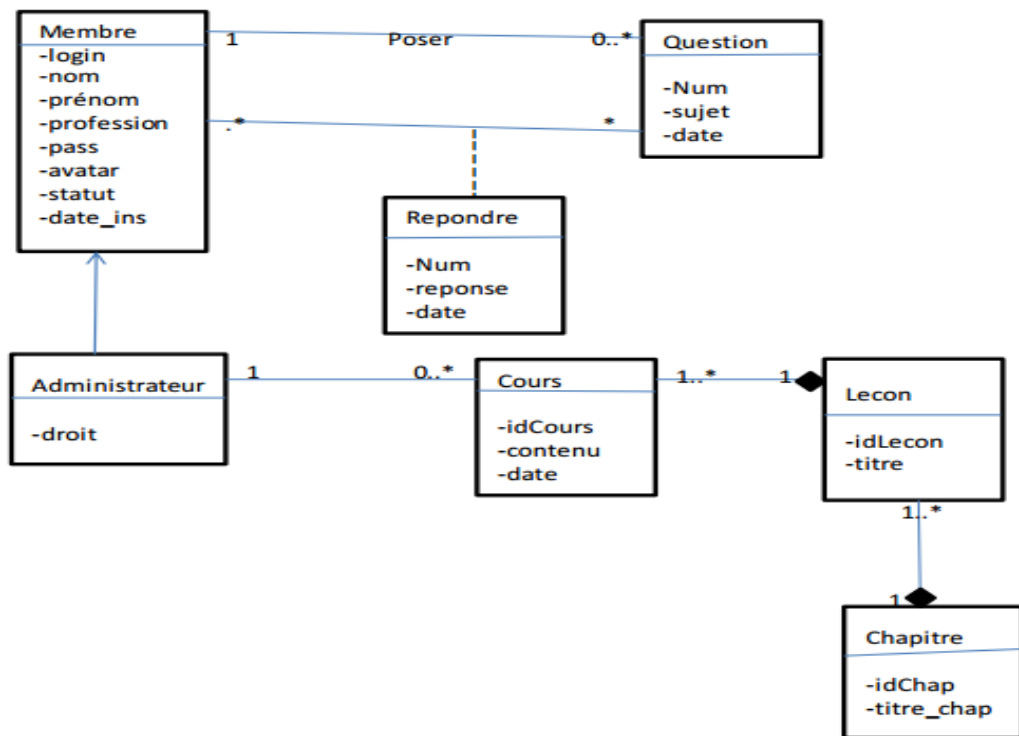 Membre
-login
-nom
-prénom
-profession
-pass
-avatar
-statut
-date_ins
1 Poser 0..*
Question
-Num
-sujet
-date
.* *
Repondre
-Num
-reponse
-date
Administrateur
-droit
1 0..*
Cours
-idCours
-contenu
-date
1..* 1
Lecon
-idLecon
-titre
1..*
1
Chapitre
-idChap
-titre_chap